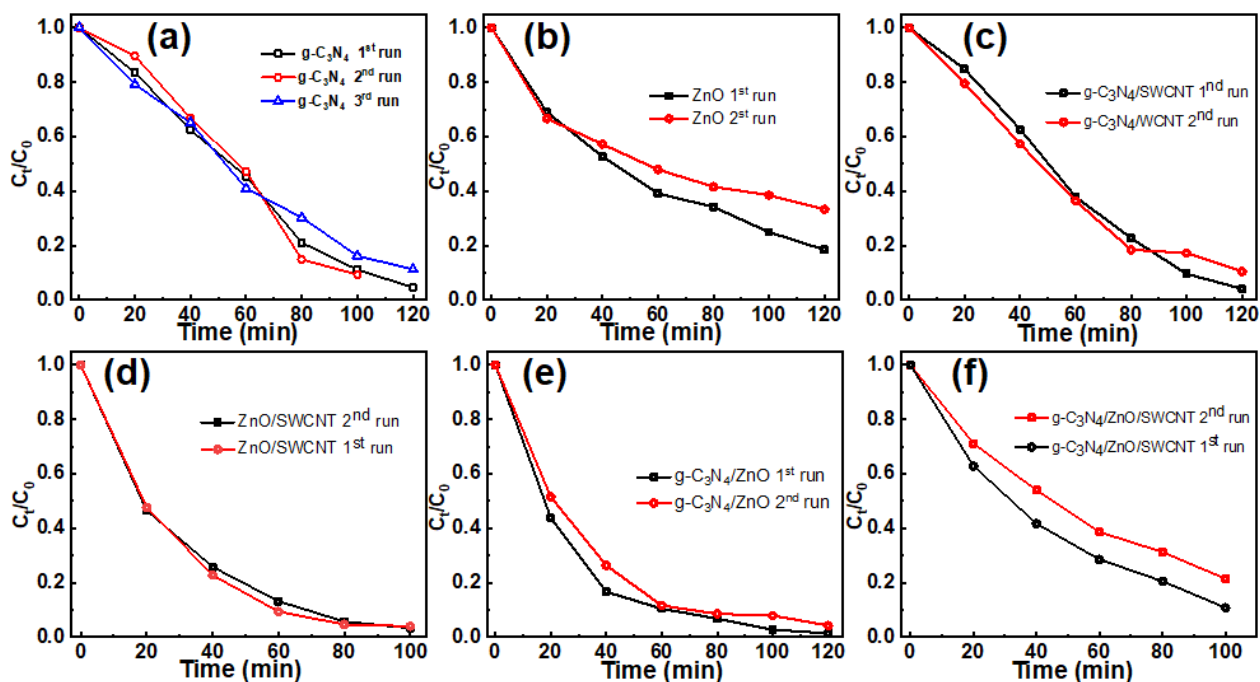 (a)
g-C₃N₄ 1ˢᵗ run
g-C₃N₄ 2ⁿᵈ run
g-C₃N₄ 3ʳᵈ run
Cₜ/C₀
1.0
0.8
0.6
0.4
0.2
0.0
0 20 40 60 80 100 120
Time (min)
(b)
ZnO 1ˢᵗ run
ZnO 2ˢᵗ run
Cₜ/C₀
1.0
0.8
0.6
0.4
0.2
0.0
0 20 40 60 80 100 120
Time (min)
(c)
g-C₃N₄/SWCNT 1ⁿᵈ run
g-C₃N₄/WCNT 2ⁿᵈ run
Cₜ/C₀
1.0
0.8
0.6
0.4
0.2
0.0
0 20 40 60 80 100 120
Time (min)
(d)
ZnO/SWCNT 2ⁿᵈ run
ZnO/SWCNT 1ˢᵗ run
Cₜ/C₀
1.0
0.8
0.6
0.4
0.2
0.0
0 20 40 60 80 100
Time (min)
(e)
g-C₃N₄/ZnO 1ˢᵗ run
g-C₃N₄/ZnO 2ⁿᵈ run
Cₜ/C₀
1.0
0.8
0.6
0.4
0.2
0.0
0 20 40 60 80 100 120
Time (min)
(f)
g-C₃N₄/ZnO/SWCNT 2ⁿᵈ run
g-C₃N₄/ZnO/SWCNT 1ˢᵗ run
Cₜ/C₀
1.0
0.8
0.6
0.4
0.2
0.0
0 20 40 60 80 100
Time (min)